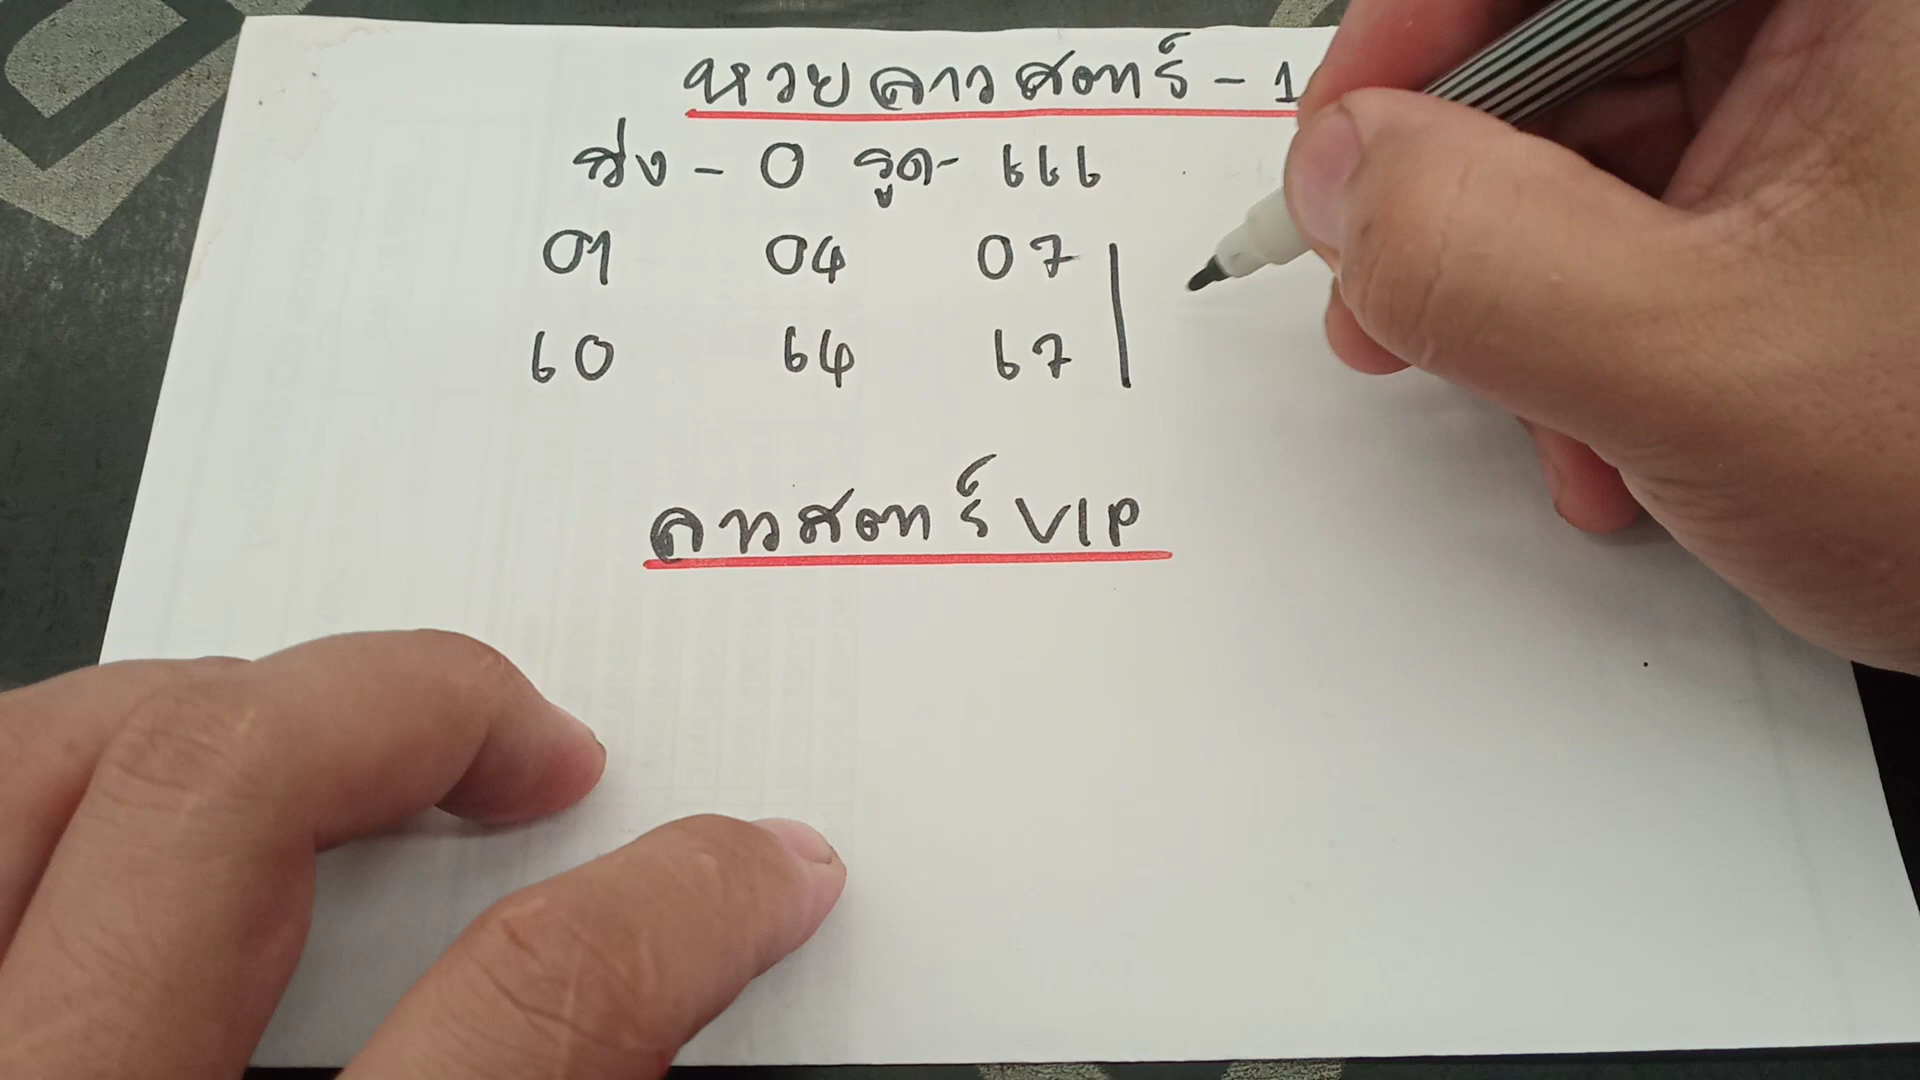 หวยลาวสตาร์ - 1
วิ่ง - 0 รูด - 666
01 04 07
60 64 67
ลาวสตาร์ VIP